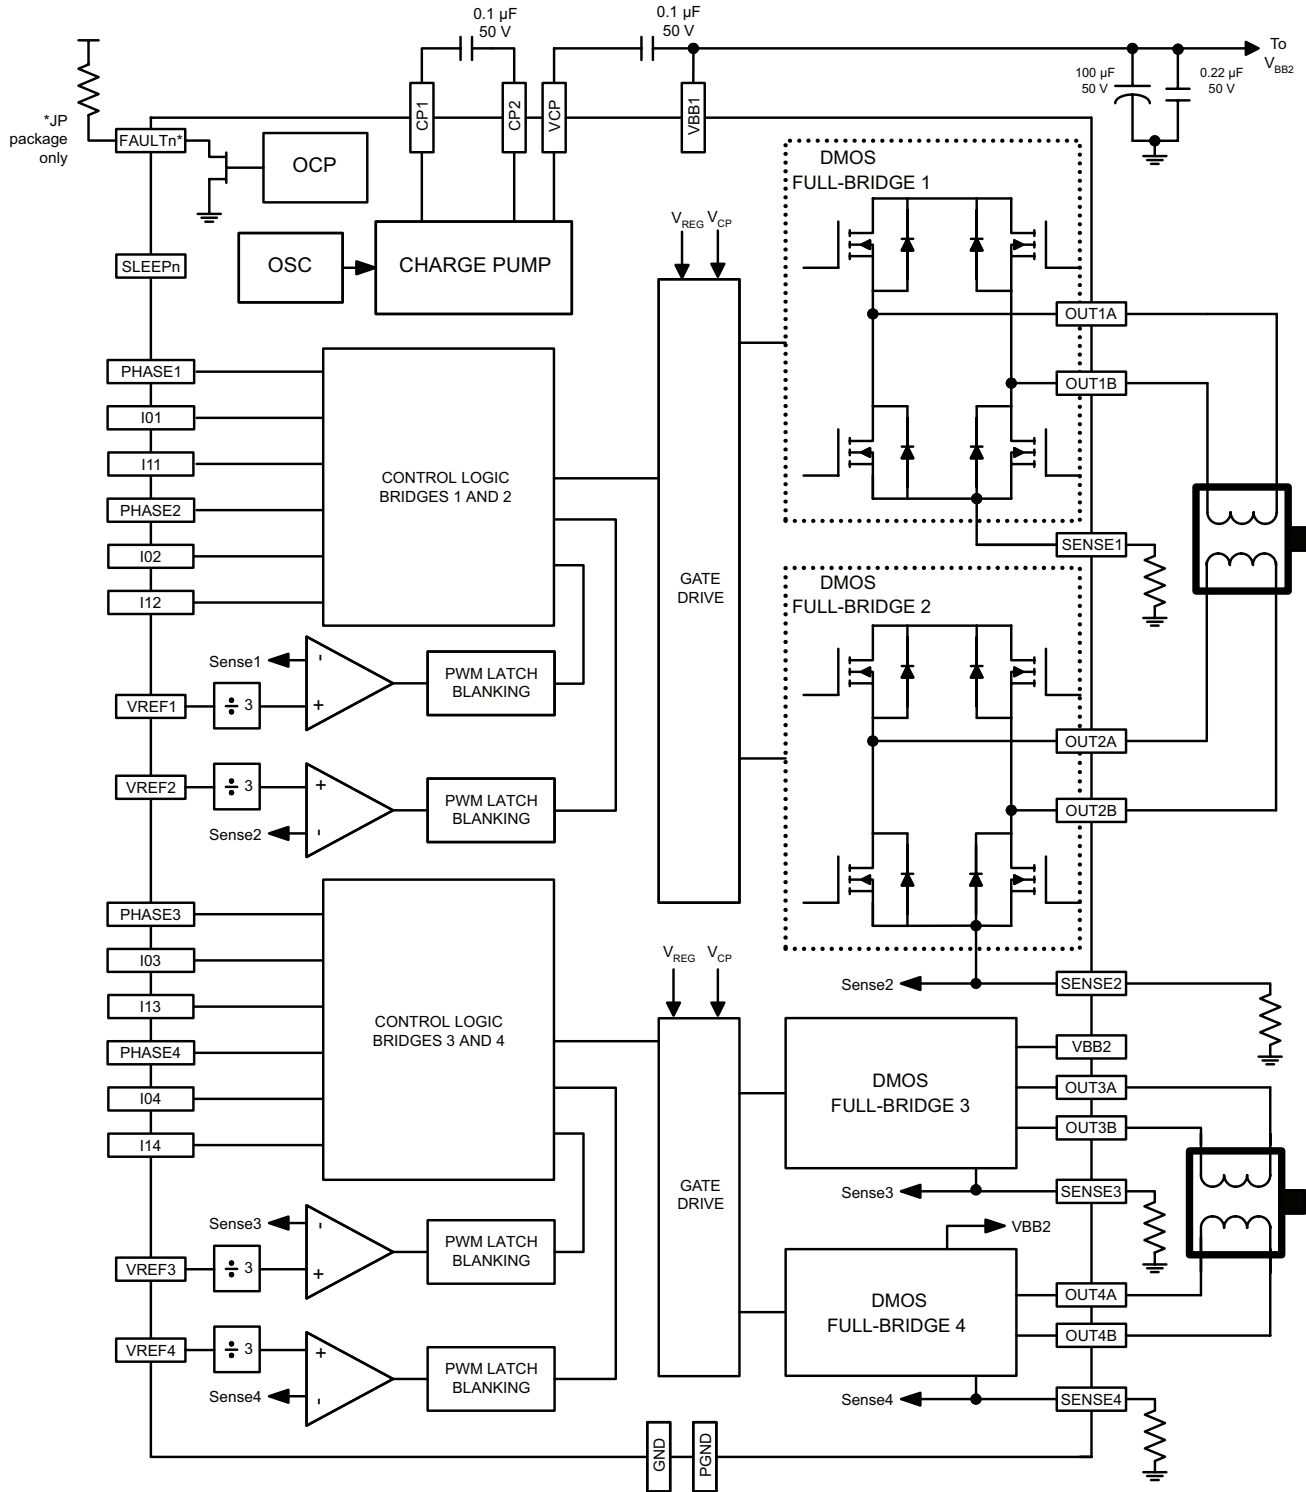 0.1 µF
50 V
0.1 µF
50 V
To
VBB2
100 µF
50 V
0.22 µF
50 V
*JP
package
only
FAULTn*
OCP
CP1
CP2
VCP
VBB1
SLEEPn
OSC
CHARGE PUMP
VREG
VCP
DMOS
FULL-BRIDGE 1
OUT1A
OUT1B
SENSE1
PHASE1
I01
I11
PHASE2
I02
I12
CONTROL LOGIC
BRIDGES 1 AND 2
GATE
DRIVE
DMOS
FULL-BRIDGE 2
Sense1
-
+
VREF1
÷ 3
PWM LATCH
BLANKING
VREF2
÷ 3
+
-
Sense2
PWM LATCH
BLANKING
OUT2A
OUT2B
Sense2
SENSE2
PHASE3
I03
I13
PHASE4
I04
I14
CONTROL LOGIC
BRIDGES 3 AND 4
VREG
VCP
GATE
DRIVE
DMOS
FULL-BRIDGE 3
VBB2
OUT3A
OUT3B
Sense3
SENSE3
VBB2
DMOS
FULL-BRIDGE 4
OUT4A
OUT4B
Sense4
SENSE4
Sense3
-
+
VREF3
÷ 3
PWM LATCH
BLANKING
VREF4
÷ 3
+
-
Sense4
PWM LATCH
BLANKING
GND
PGND